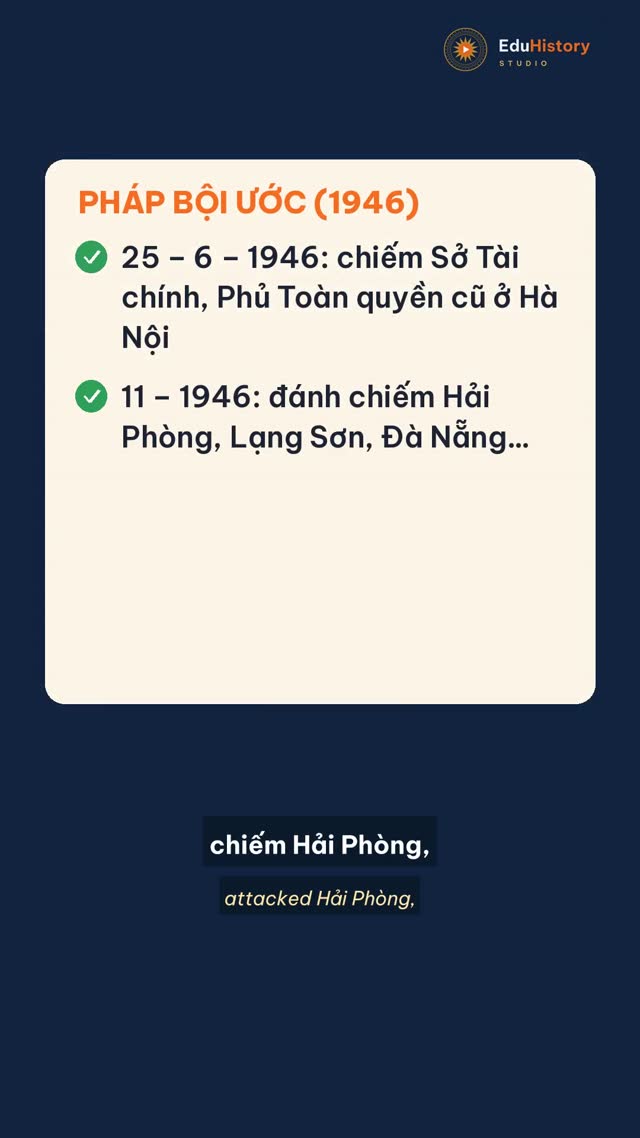 EduHistory
STUDIO
PHÁP BỘI ƯỚC (1946)
25 – 6 – 1946: chiếm Sở Tài
chính, Phủ Toàn quyền cũ ở Hà
Nội
11 – 1946: đánh chiếm Hải
Phòng, Lạng Sơn, Đà Nẵng...
chiếm Hải Phòng,
attacked Hải Phòng,